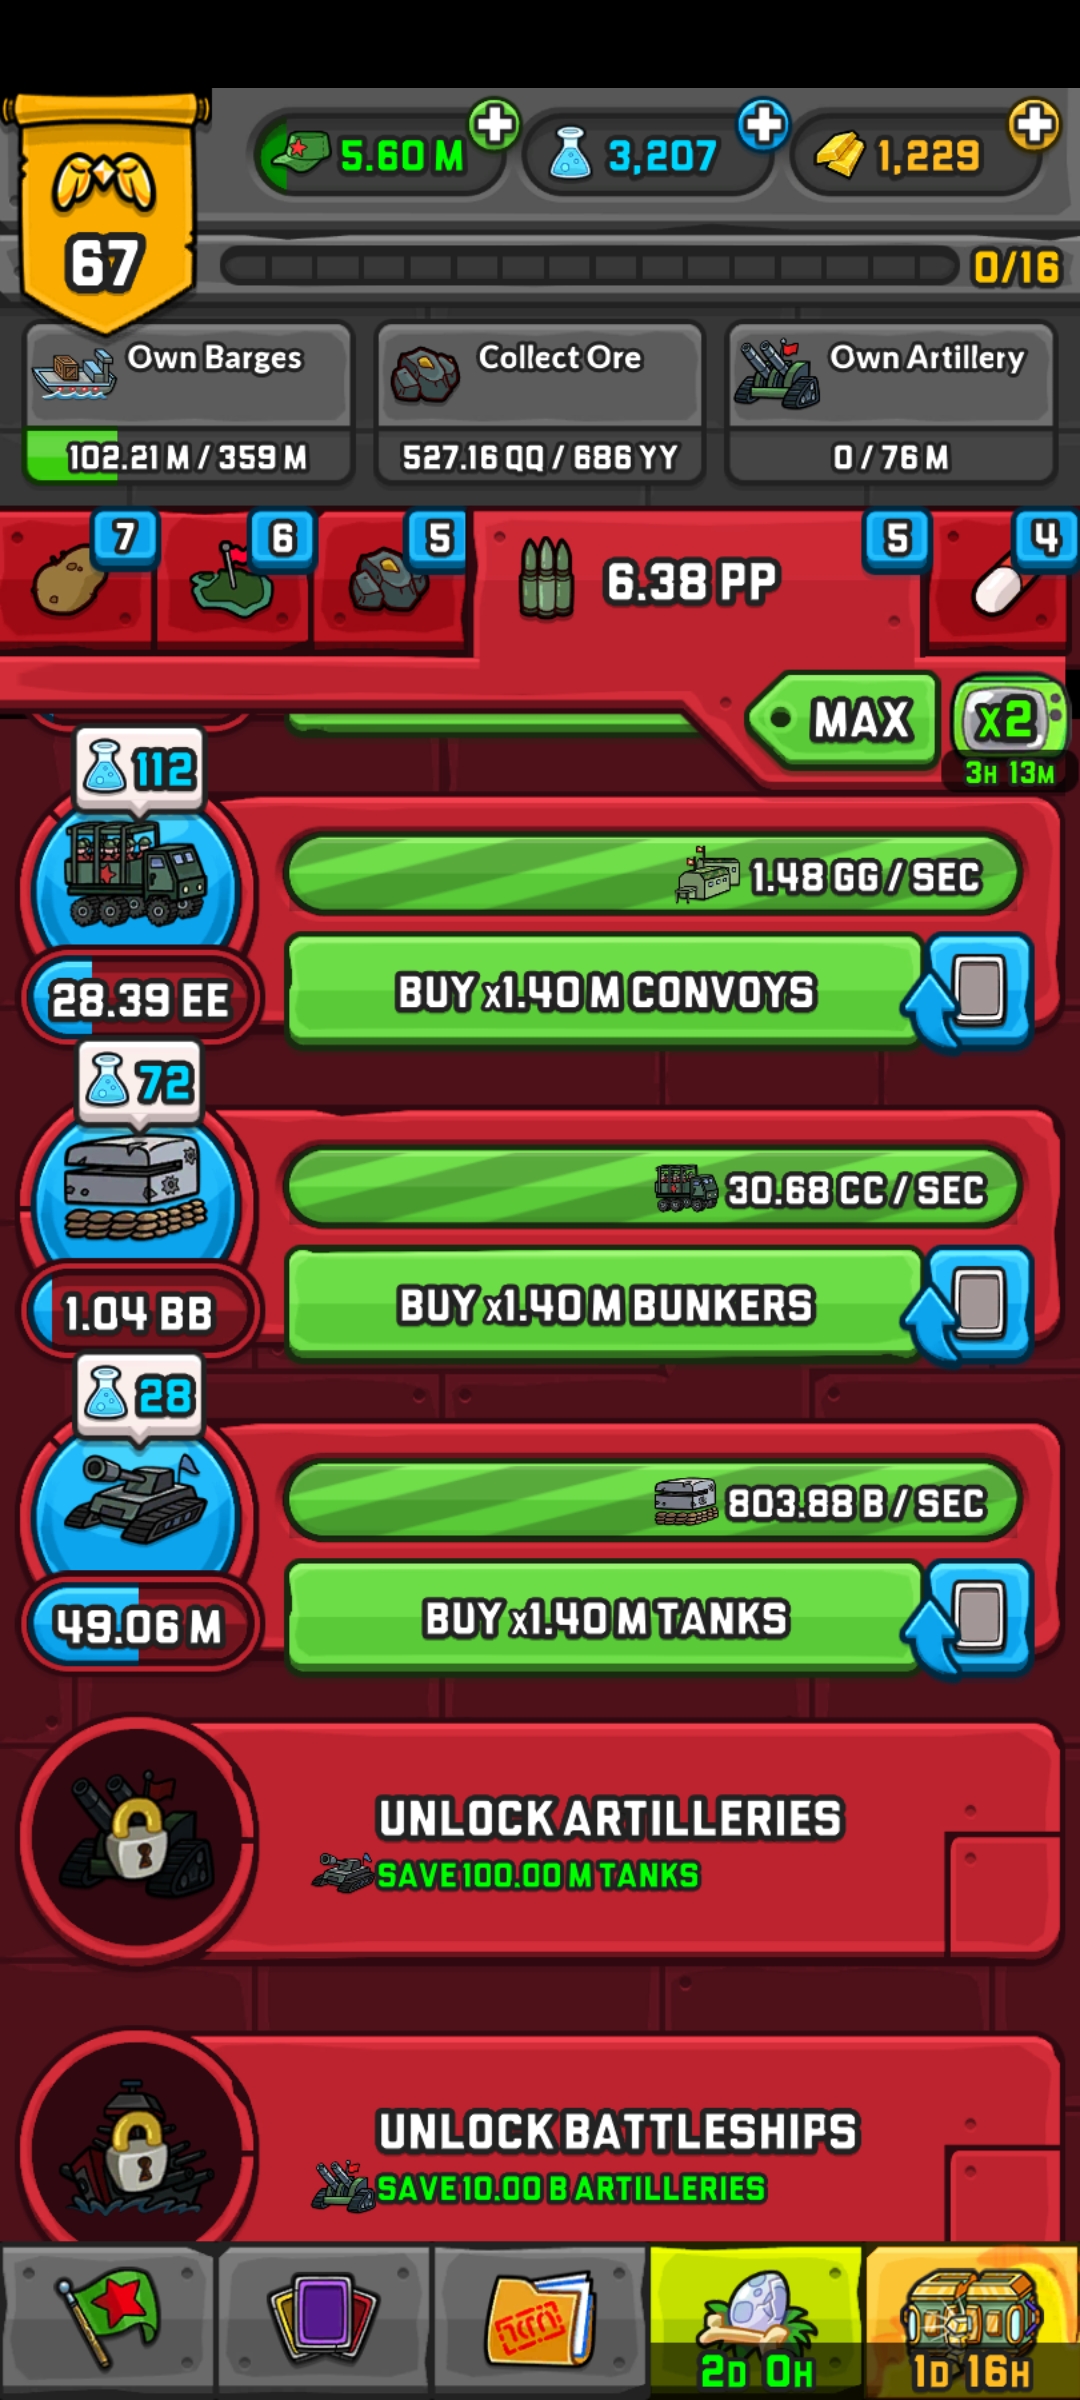 5.60 M
3,207
1,229
67
0/16
Own Barges
Collect Ore
Own Artillery
102.21 M / 359 M
527.16 QQ / 686 YY
0 / 76 M
7
6
5
5
4
6.38 PP
MAX
x2
3H 13M
112
1.48 GG / SEC
28.39 EE
BUY x1.40 M CONVOYS
72
30.68 CC / SEC
1.04 BB
BUY x1.40 M BUNKERS
28
803.88 B / SEC
49.06 M
BUY x1.40 M TANKS
UNLOCK ARTILLERIES
SAVE 100.00 M TANKS
UNLOCK BATTLESHIPS
SAVE 10.00 B ARTILLERIES
2D 0H
1D 16H